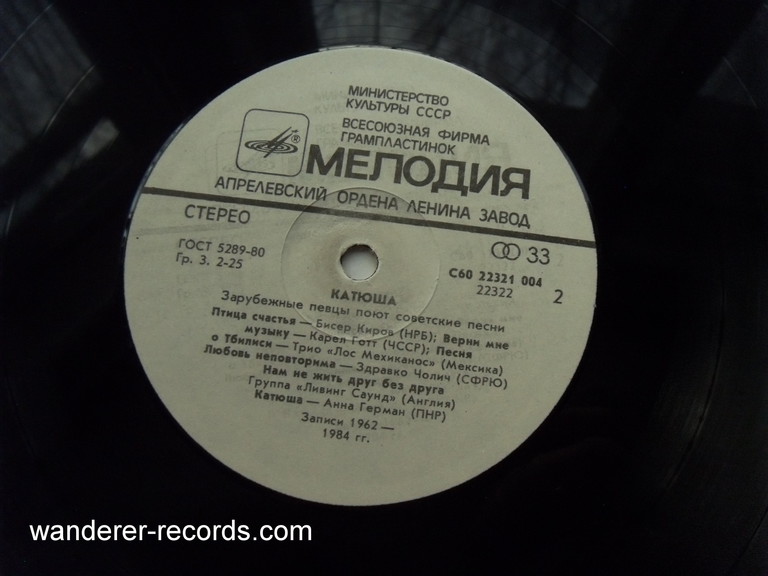 МИНИСТЕРСТВО
КУЛЬТУРЫ СССР
ВСЕСОЮЗНАЯ ФИРМА
ГРАМПЛАСТИНОК
®
МЕЛОДИЯ
АПРЕЛЕВСКИЙ ОРДЕНА ЛЕНИНА ЗАВОД
СТЕРЕО
33
ГОСТ 5289-80
Гр. 3. 2-25
С60 22321 004
22322
2
КАТЮША
Зарубежные певцы поют советские песни
Птица счастья — Бисер Киров (НРБ); Верни мне
музыку — Карел Готт (ЧССР); Песня
о Тбилиси — Трио «Лос Мехиканос» (Мексика)
Любовь неповторима — Здравко Чолич (СФРЮ)
Нам не жить друг без друга
Группа «Ливинг Саунд» (Англия)
Катюша — Анна Герман (ПНР)
Записи 1962 —
1984 гг.
wanderer-records.com